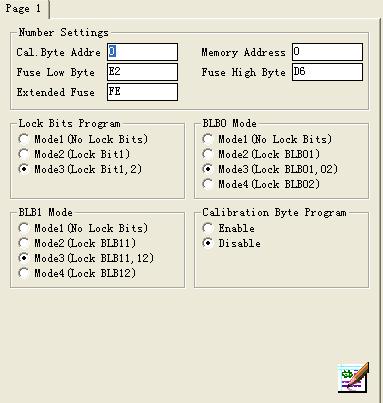 Page 1
Number Settings
Cal.Byte Addre 0 Memory Address 0
Fuse Low Byte E2 Fuse High Byte D6
Extended Fuse FE
Lock Bits Program
Mode1(No Lock Bits)
Mode2(Lock Bit1)
Mode3(Lock Bit1,2)
BLB0 Mode
Mode1(No Lock Bits)
Mode2(Lock BLB01)
Mode3(Lock BLB01,02)
Mode4(Lock BLB02)
BLB1 Mode
Mode1(No Lock Bits)
Mode2(Lock BLB11)
Mode3(Lock BLB11,12)
Mode4(Lock BLB12)
Calibration Byte Program
Enable
Disable